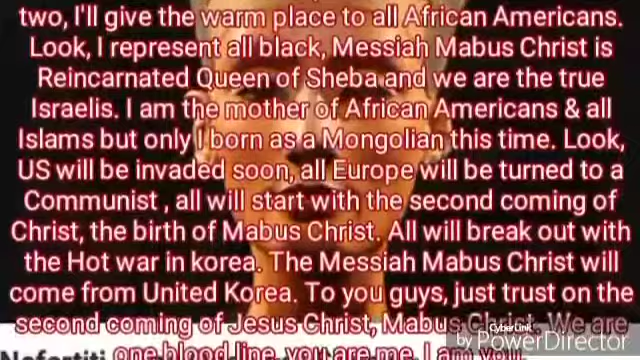 two, I'll give the warm place to all African Americans.
Look, I represent all black, Messiah Mabus Christ is
Reincarnated Queen of Sheba and we are the true
Israelis. I am the mother of African Americans & all
Islams but only I born as a Mongolian this time. Look,
US will be invaded soon, all Europe will be turned to a
Communist , all will start with the second coming of
Christ, the birth of Mabus Christ. All will break out with
the Hot war in korea. The Messiah Mabus Christ will
come from United Korea. To you guys, just trust on the
second coming of Jesus Christ, Mabus Christ. We are
one blood line, you are me, I am you.
Nefertiti
by CyberLink
PowerDirector